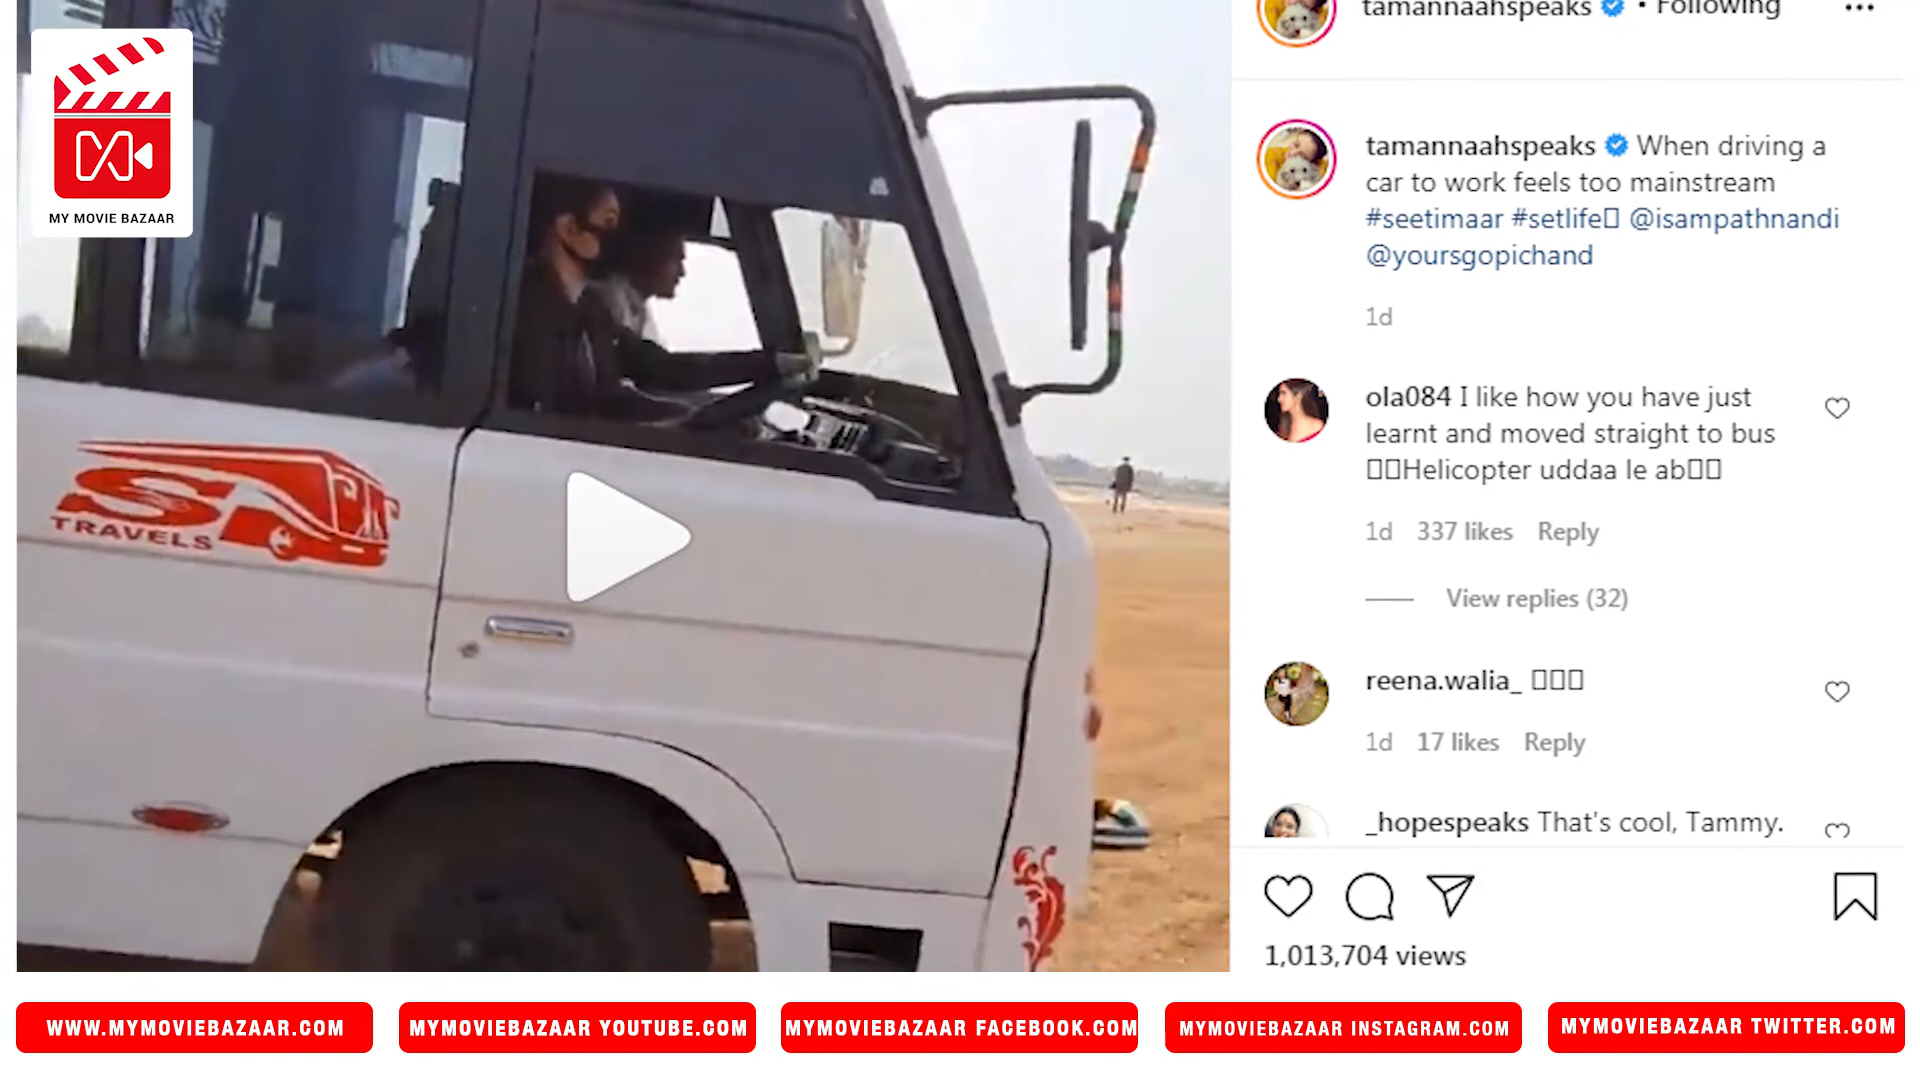 MY MOVIE BAZAAR
TRAVELS
tamannaahspeaks • Following
tamannaahspeaks When driving a
car to work feels too mainstream
#seetimaar #setlife▯ @isampathnandi
@yoursgopichand
1d
ola084 I like how you have just
learnt and moved straight to bus
▯▯Helicopter uddaa le ab▯▯
1d 337 likes Reply
View replies (32)
reena.walia_ ▯▯▯
1d 17 likes Reply
_hopespeaks That's cool, Tammy.
1,013,704 views
WWW.MYMOVIEBAZAAR.COM
MYMOVIEBAZAAR YOUTUBE.COM
MYMOVIEBAZAAR FACEBOOK.COM
MYMOVIEBAZAAR INSTAGRAM.COM
MYMOVIEBAZAAR TWITTER.COM